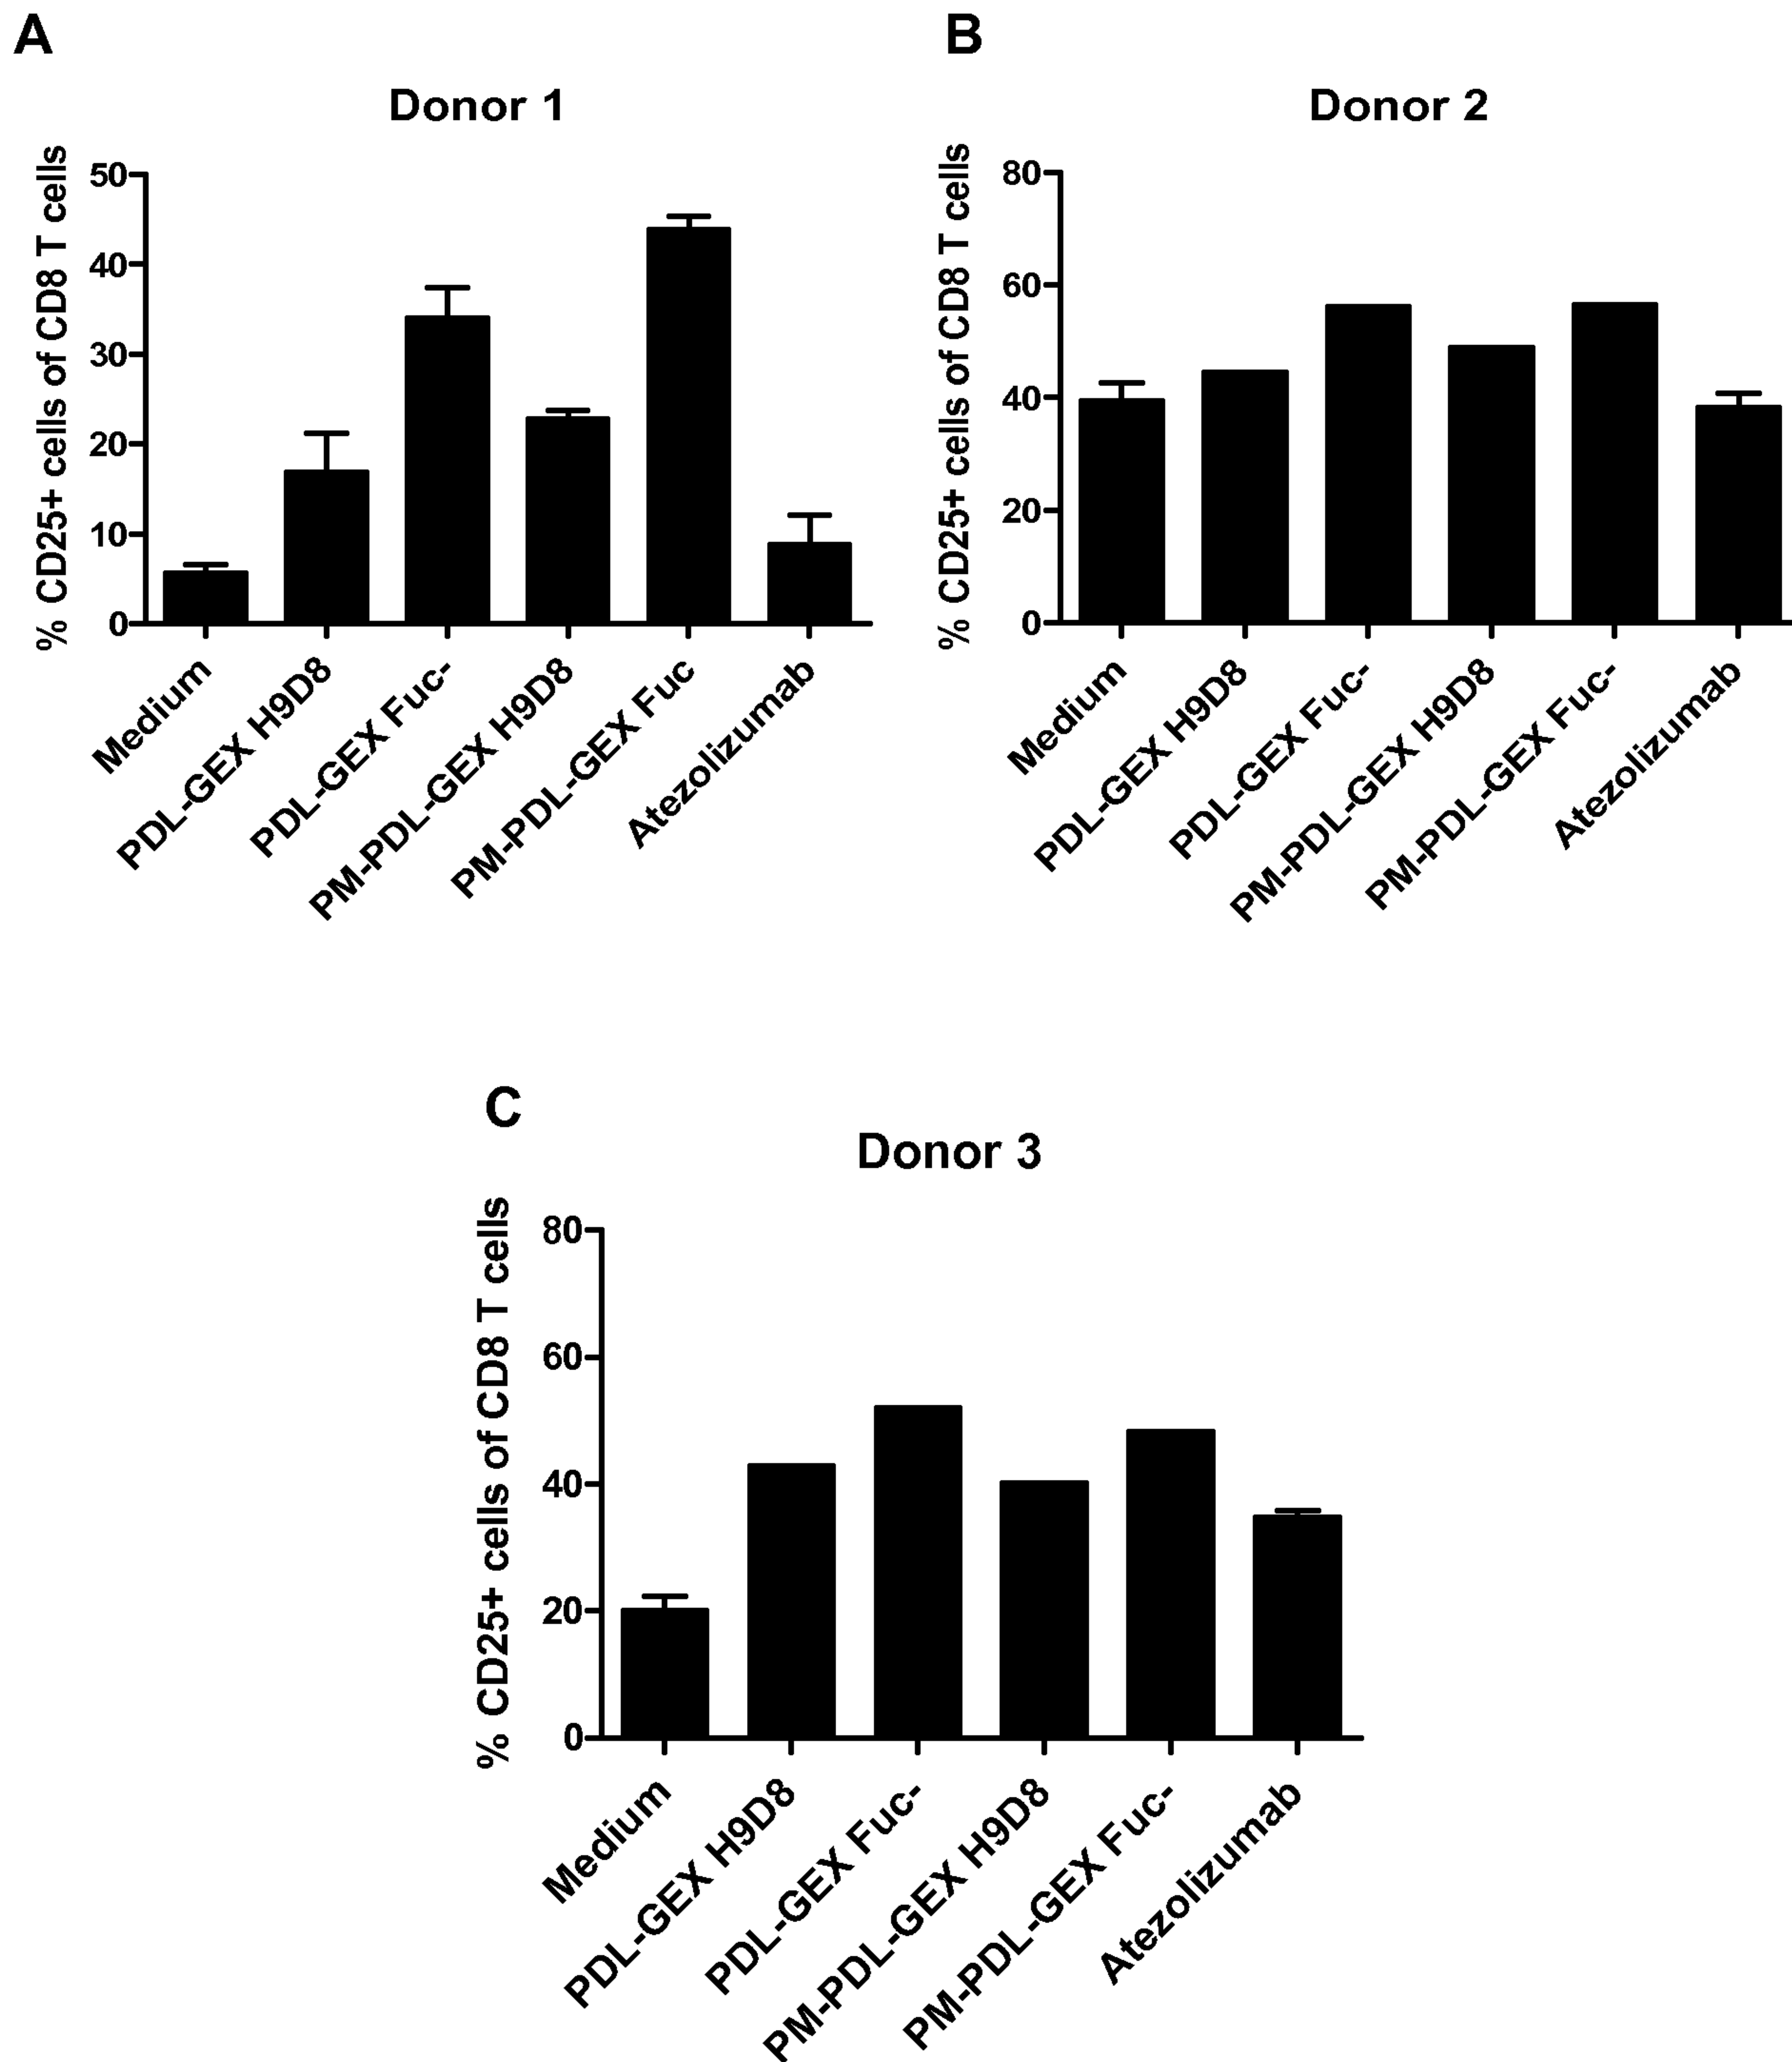 A
Donor 1
% CD25+ cells of CD8 T cells
50
40
30
20
10
0
Medium
PDL-GEX H9D8
PDL-GEX Fuc-
PM-PDL-GEX H9D8
PM-PDL-GEX Fuc
Atezolizumab
B
Donor 2
% CD25+ cells of CD8 T cells
80
60
40
20
0
Medium
PDL-GEX H9D8
PDL-GEX Fuc-
PM-PDL-GEX H9D8
PM-PDL-GEX Fuc-
Atezolizumab
C
Donor 3
% CD25+ cells of CD8 T cells
80
60
40
20
0
Medium
PDL-GEX H9D8
PDL-GEX Fuc-
PM-PDL-GEX H9D8
PM-PDL-GEX Fuc-
Atezolizumab